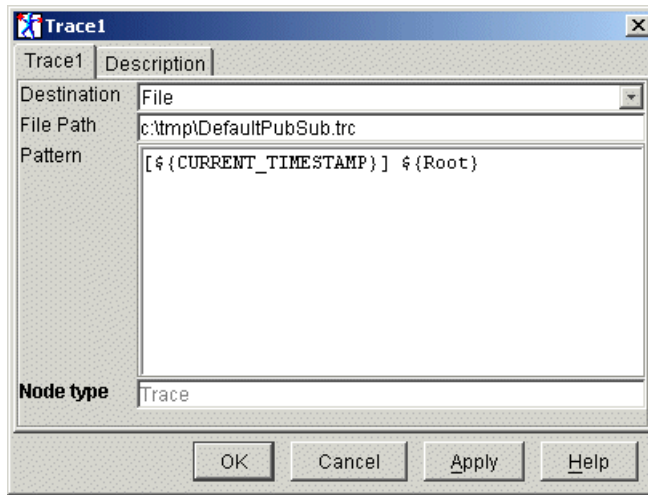 Trace1
Trace1 Description
Destination File
File Path c:\tmp\DefaultPubSub.trc
Pattern [${CURRENT_TIMESTAMP}] ${Root}
Node type Trace
OK Cancel Apply Help